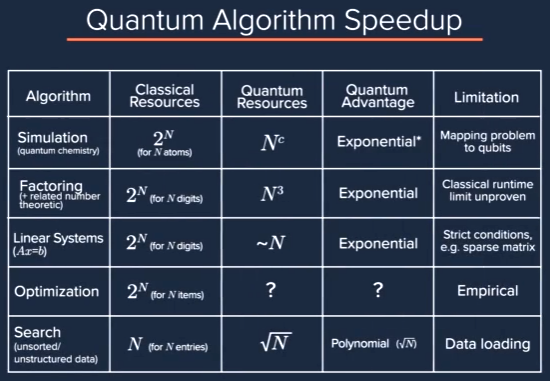 Quantum Algorithm Speedup
Algorithm
Classical
Resources
Quantum
Resources
Quantum
Advantage
Limitation
Simulation
(quantum chemistry)
2^N
(for N atoms)
N^c
Exponential*
Mapping problem
to qubits
Factoring
(+ related number
theoretic)
2^N (for N digits)
N^3
Exponential
Classical runtime
limit unproven
Linear Systems
(Ax=b)
2^N (for N digits)
~N
Exponential
Strict conditions,
e.g. sparse matrix
Optimization
2^N (for N items)
?
?
Empirical
Search
(unsorted/
unstructured data)
N (for N entries)
√N
Polynomial (√N)
Data loading